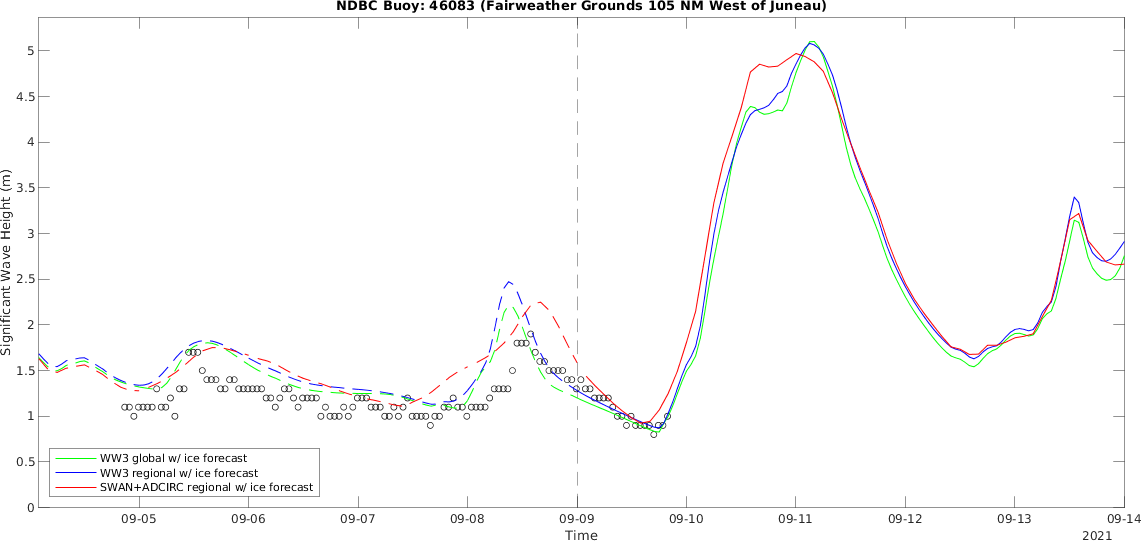 NDBC Buoy: 46083 (Fairweather Grounds 105 NM West of Juneau)
Significant Wave Height (m)
5
4.5
4
3.5
3
2.5
2
1.5
1
0.5
0
WW3 global w/ ice forecast
WW3 regional w/ ice forecast
SWAN+ADCIRC regional w/ ice forecast
09-05 09-06 09-07 09-08 09-09 09-10 09-11 09-12 09-13 09-14
Time
2021